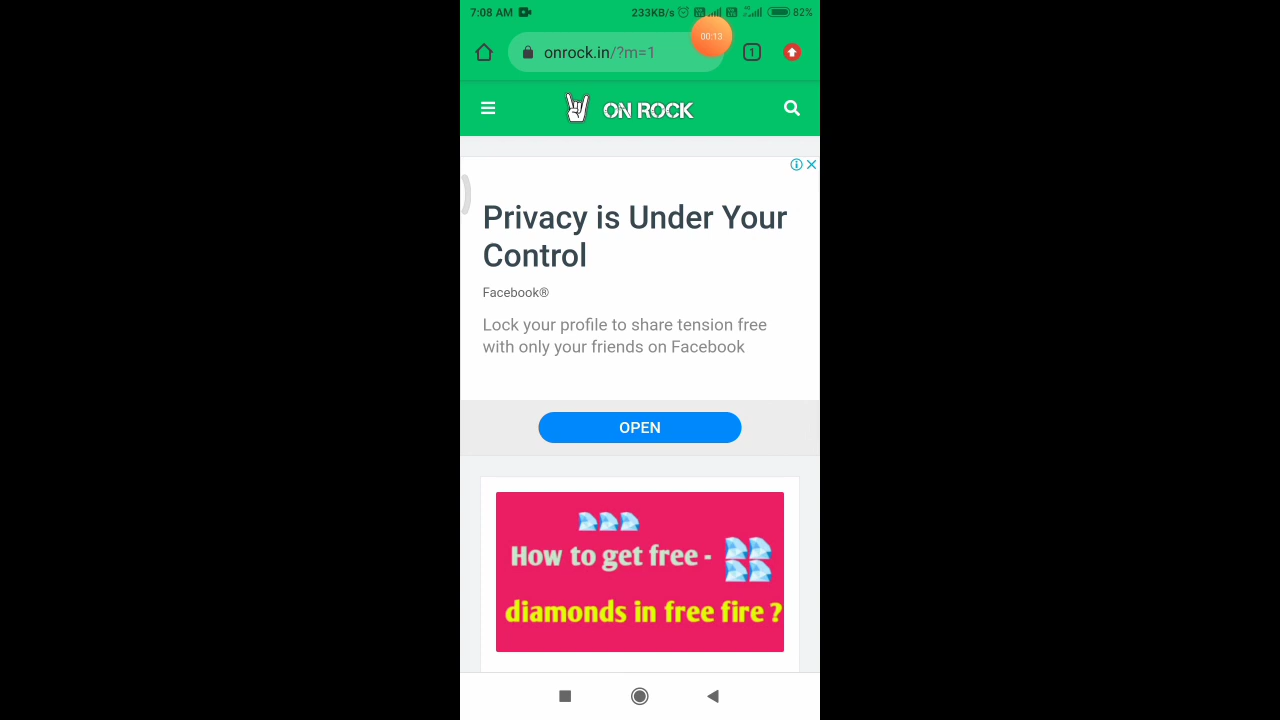 7:08 AM 233KB/s 82%
00:13
onrock.in/?m=1 1
ON ROCK
Privacy is Under Your
Control
Facebook®
Lock your profile to share tension free
with only your friends on Facebook
OPEN
How to get free -
diamonds in free fire ?